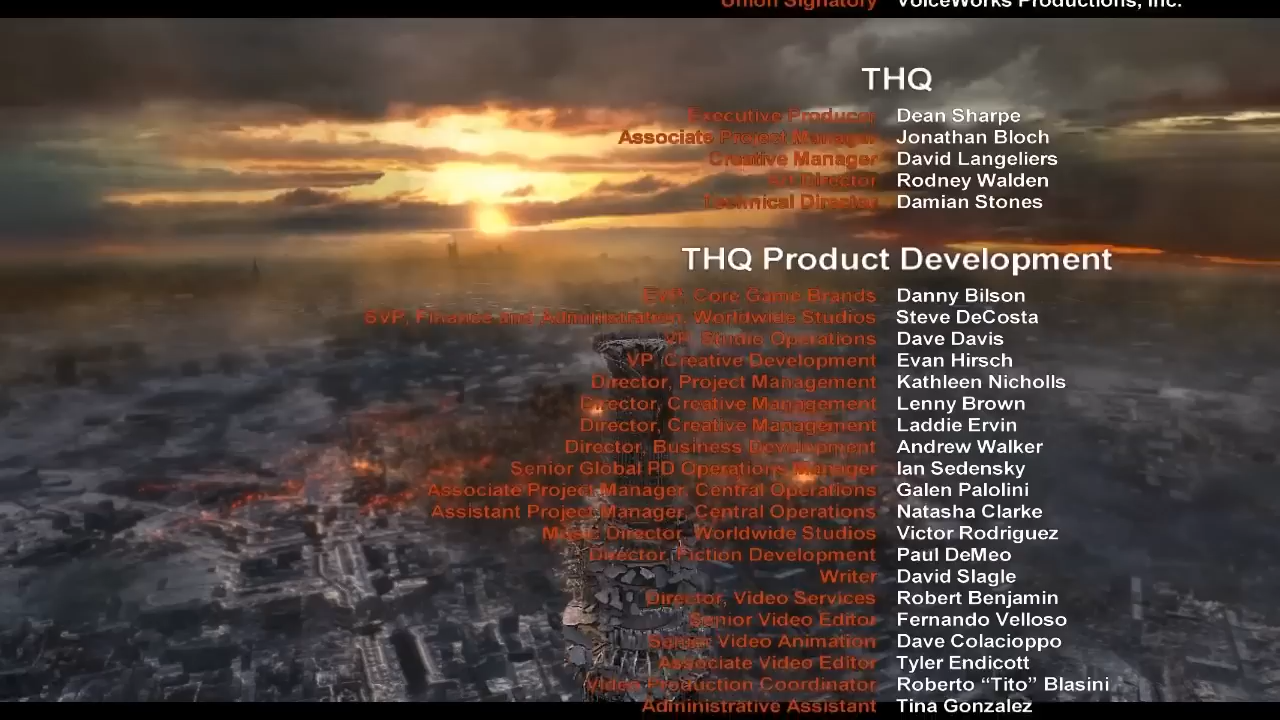 Union Signatory VoiceWorks Productions, Inc.
THQ
Executive Producer Dean Sharpe
Associate Project Manager Jonathan Bloch
Creative Manager David Langeliers
Art Director Rodney Walden
Technical Director Damian Stones
THQ Product Development
EVP, Core Game Brands Danny Bilson
SVP, Finance and Administration, Worldwide Studios Steve DeCosta
VP, Studio Operations Dave Davis
VP, Creative Development Evan Hirsch
Director, Project Management Kathleen Nicholls
Director, Creative Management Lenny Brown
Director, Creative Management Laddie Ervin
Director, Business Development Andrew Walker
Senior Global PD Operations Manager Ian Sedensky
Associate Project Manager, Central Operations Galen Palolini
Assistant Project Manager, Central Operations Natasha Clarke
Music Director, Worldwide Studios Victor Rodriguez
Director, Fiction Development Paul DeMeo
Writer David Slagle
Director, Video Services Robert Benjamin
Senior Video Editor Fernando Velloso
Senior Video Animation Dave Colacioppo
Associate Video Editor Tyler Endicott
Video Production Coordinator Roberto “Tito” Blasini
Administrative Assistant Tina Gonzalez